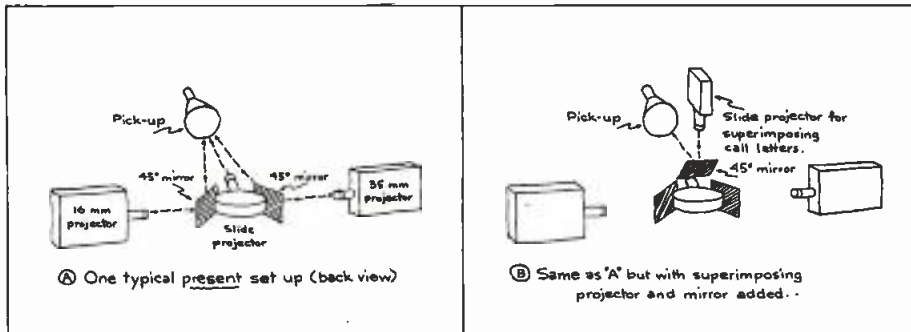 Pick-up
45° mirror
45° mirror
16 mm
projector
35 mm
projector
Slide
projector
Ⓐ One typical present set up (back view)
Pick-up
Slide projector for
superimposing
call letters.
45° mirror
Ⓑ Same as "A" but with superimposing
projector and mirror added..